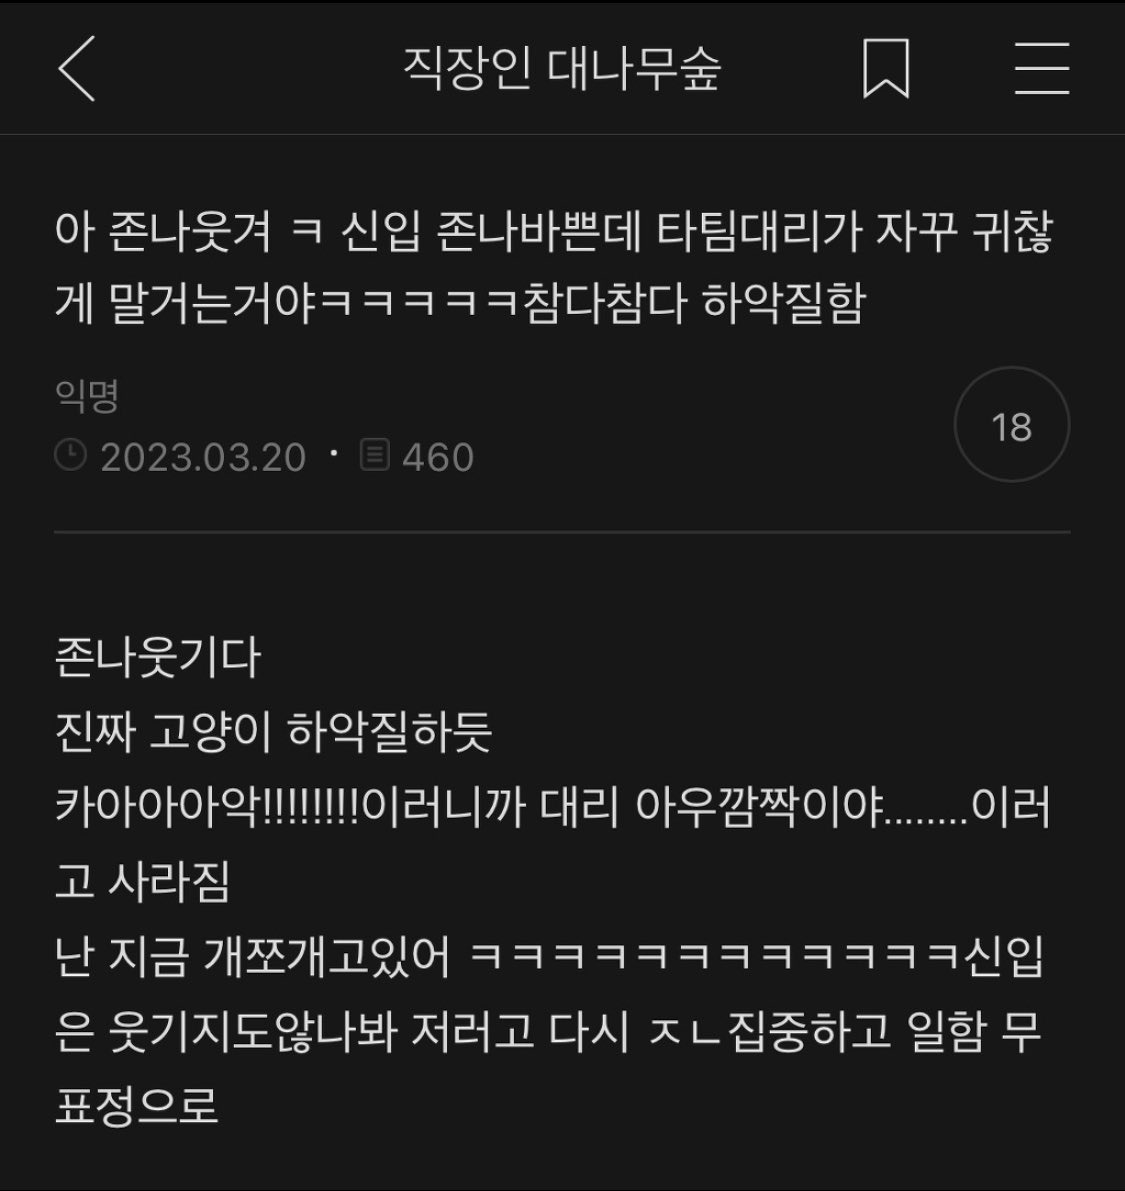 직장인 대나무숲
아 존나웃겨 ㅋ 신입 존나바쁜데 타팀대리가 자꾸 귀찮
게 말거는거야ㅋㅋㅋㅋㅋ참다참다 하악질함
익명
18
2023.03.20 · 460
존나웃기다
진짜 고양이 하악질하듯
카아아아악!!!!!!!!이러니까 대리 아우깜짝이야........이러
고 사라짐
난 지금 개쪼개고있어 ㅋㅋㅋㅋㅋㅋㅋㅋㅋㅋㅋㅋ신입
은 웃기지도않나봐 저러고 다시 ㅈㄴ집중하고 일함 무
표정으로